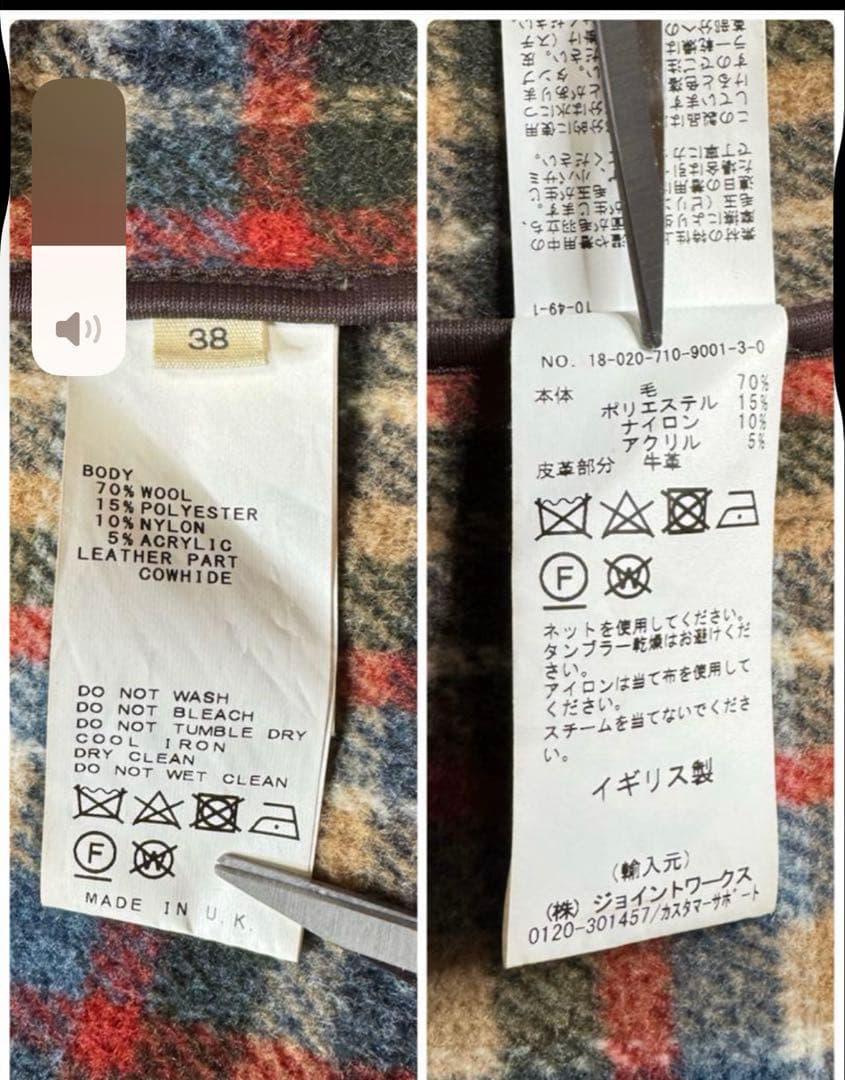 38
BODY
70% WOOL
15% POLYESTER
10% NYLON
5% ACRYLIC
LEATHER PART
COWHIDE
DO NOT WASH
DO NOT BLEACH
DO NOT TUMBLE DRY
COOL IRON
DRY CLEAN
DO NOT WET CLEAN
F
W
MADE IN U.K.
10-49-1
NO. 18-020-710-9001-3-0
本体 毛 70%
ポリエステル 15%
ナイロン 10%
アクリル 5%
皮革部分 牛革
F
W
ネットを使用してください。
タンブラー乾燥はお避けくだ
さい。
アイロンは当て布を使用して
ください。
スチームを当てないでくださ
い。
イギリス製
(輸入元)
(株) ジョイントワークス
0120-301457/カスタマーサポート